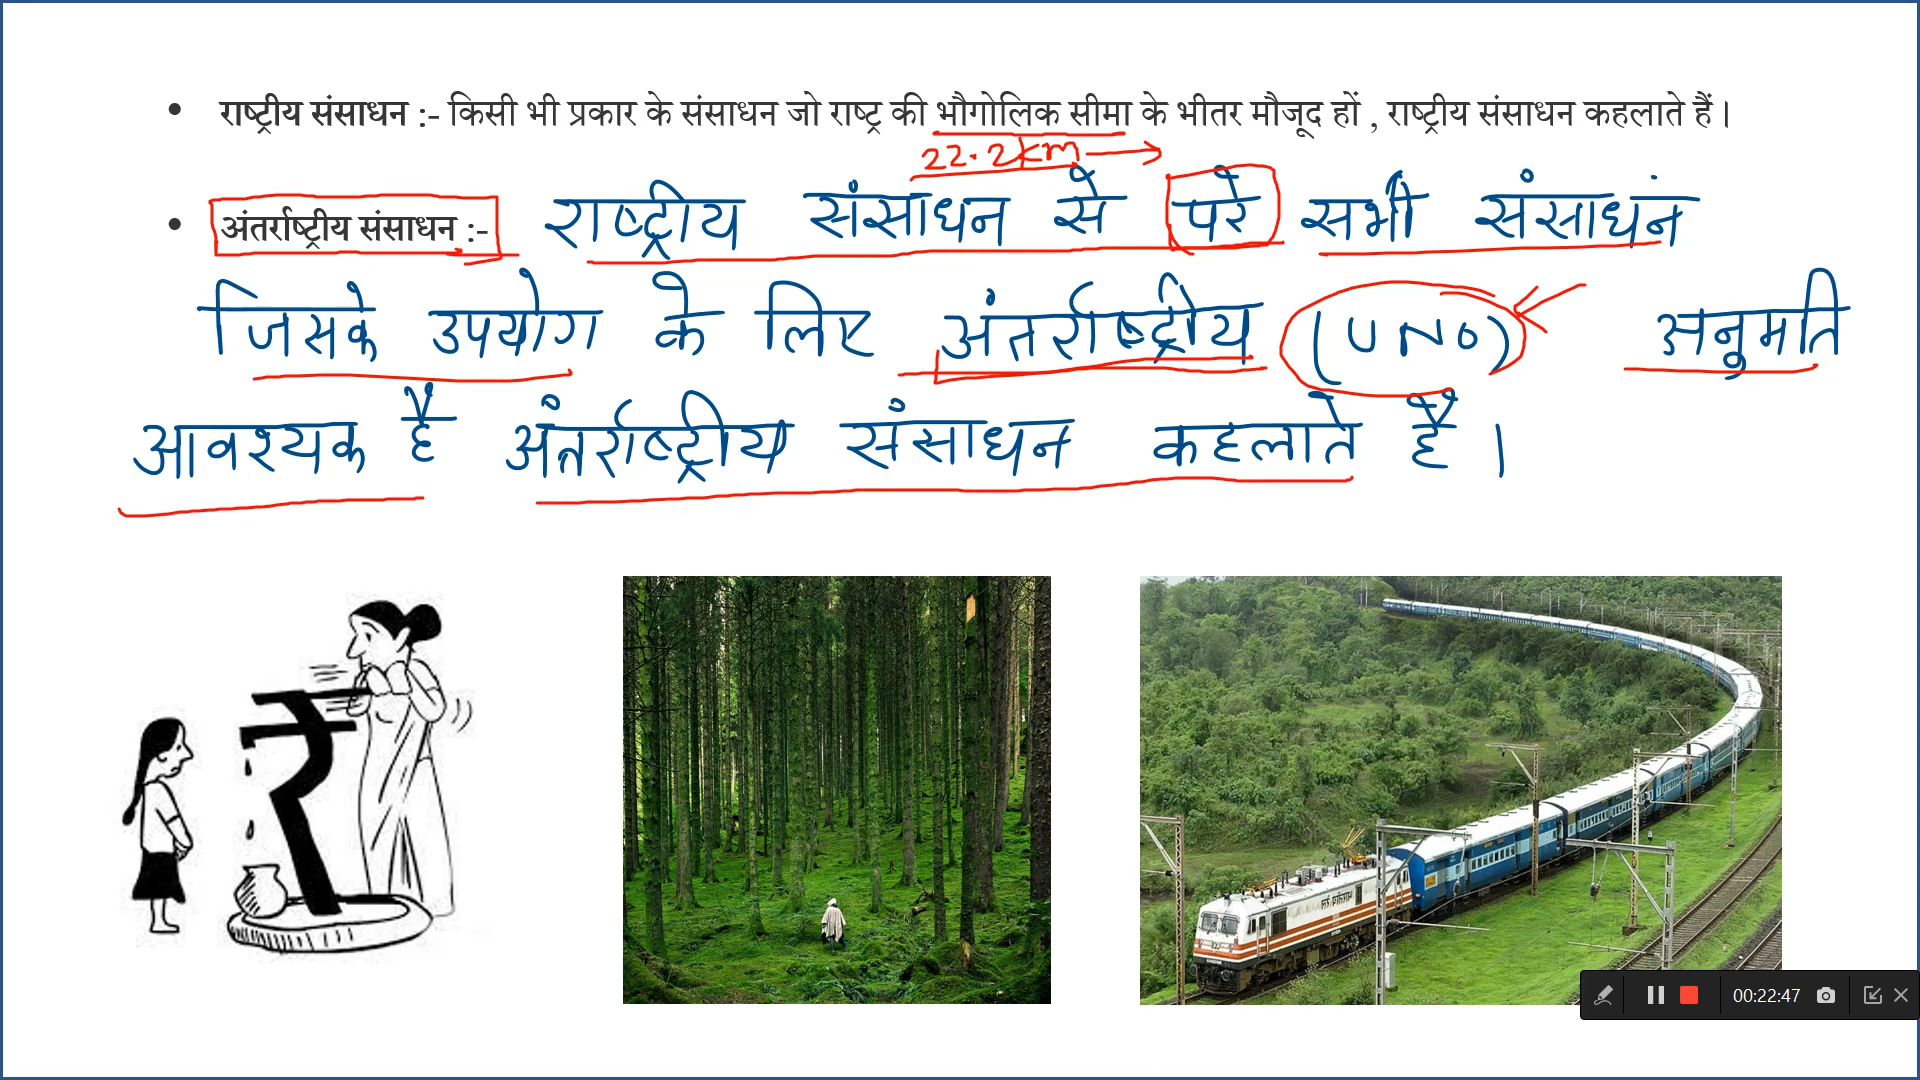 • राष्ट्रीय संसाधन :- किसी भी प्रकार के संसाधन जो राष्ट्र की भौगोलिक सीमा के भीतर मौजूद हों , राष्ट्रीय संसाधन कहलाते हैं।
22.2km
• अंतर्राष्ट्रीय संसाधन :- राष्ट्रीय संसाधन से परे सभी संसाधन
जिसके उपयोग के लिए अंतर्राष्ट्रीय (UNO) अनुमति
आवश्यक है अंतर्राष्ट्रीय संसाधन कहलाते है ।
00:22:47